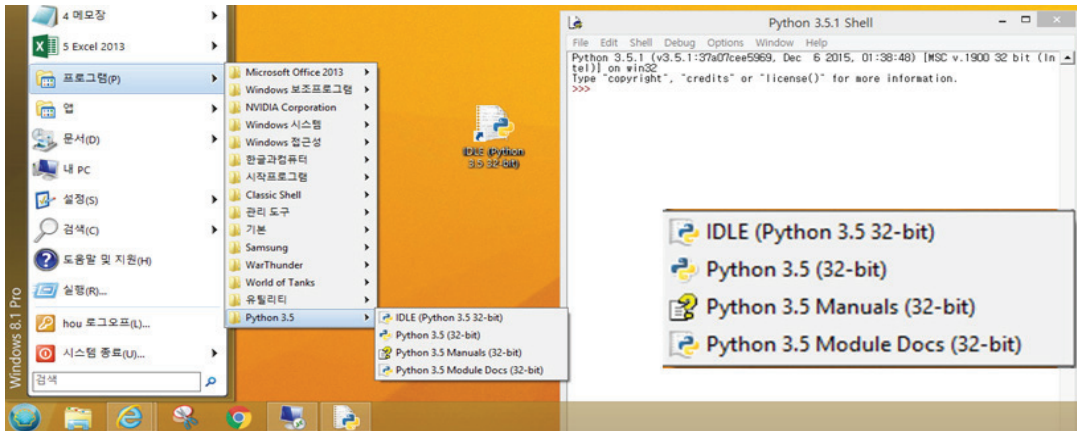 4 메모장
5 Excel 2013
프로그램(P)
앱
문서(D)
내 PC
설정(S)
검색(C)
도움말 및 지원(H)
실행(R)...
hou 로그오프(L)...
시스템 종료(U)...
검색
Windows 8.1 Pro
Microsoft Office 2013
Windows 보조프로그램
NVIDIA Corporation
Windows 시스템
Windows 접근성
한글과컴퓨터
시작프로그램
Classic Shell
관리 도구
기본
Samsung
WarThunder
World of Tanks
유틸리티
Python 3.5
IDLE (Python 3.5 32-bit)
Python 3.5 (32-bit)
Python 3.5 Manuals (32-bit)
Python 3.5 Module Docs (32-bit)
IDLE (Python
3.5 32-bit)
Python 3.5.1 Shell
File Edit Shell Debug Options Window Help
Python 3.5.1 (v3.5.1:37a07cee5969, Dec 6 2015, 01:38:48) [MSC v.1900 32 bit (In
tel)] on win32
Type "copyright", "credits" or "license()" for more information.
>>>
IDLE (Python 3.5 32-bit)
Python 3.5 (32-bit)
Python 3.5 Manuals (32-bit)
Python 3.5 Module Docs (32-bit)